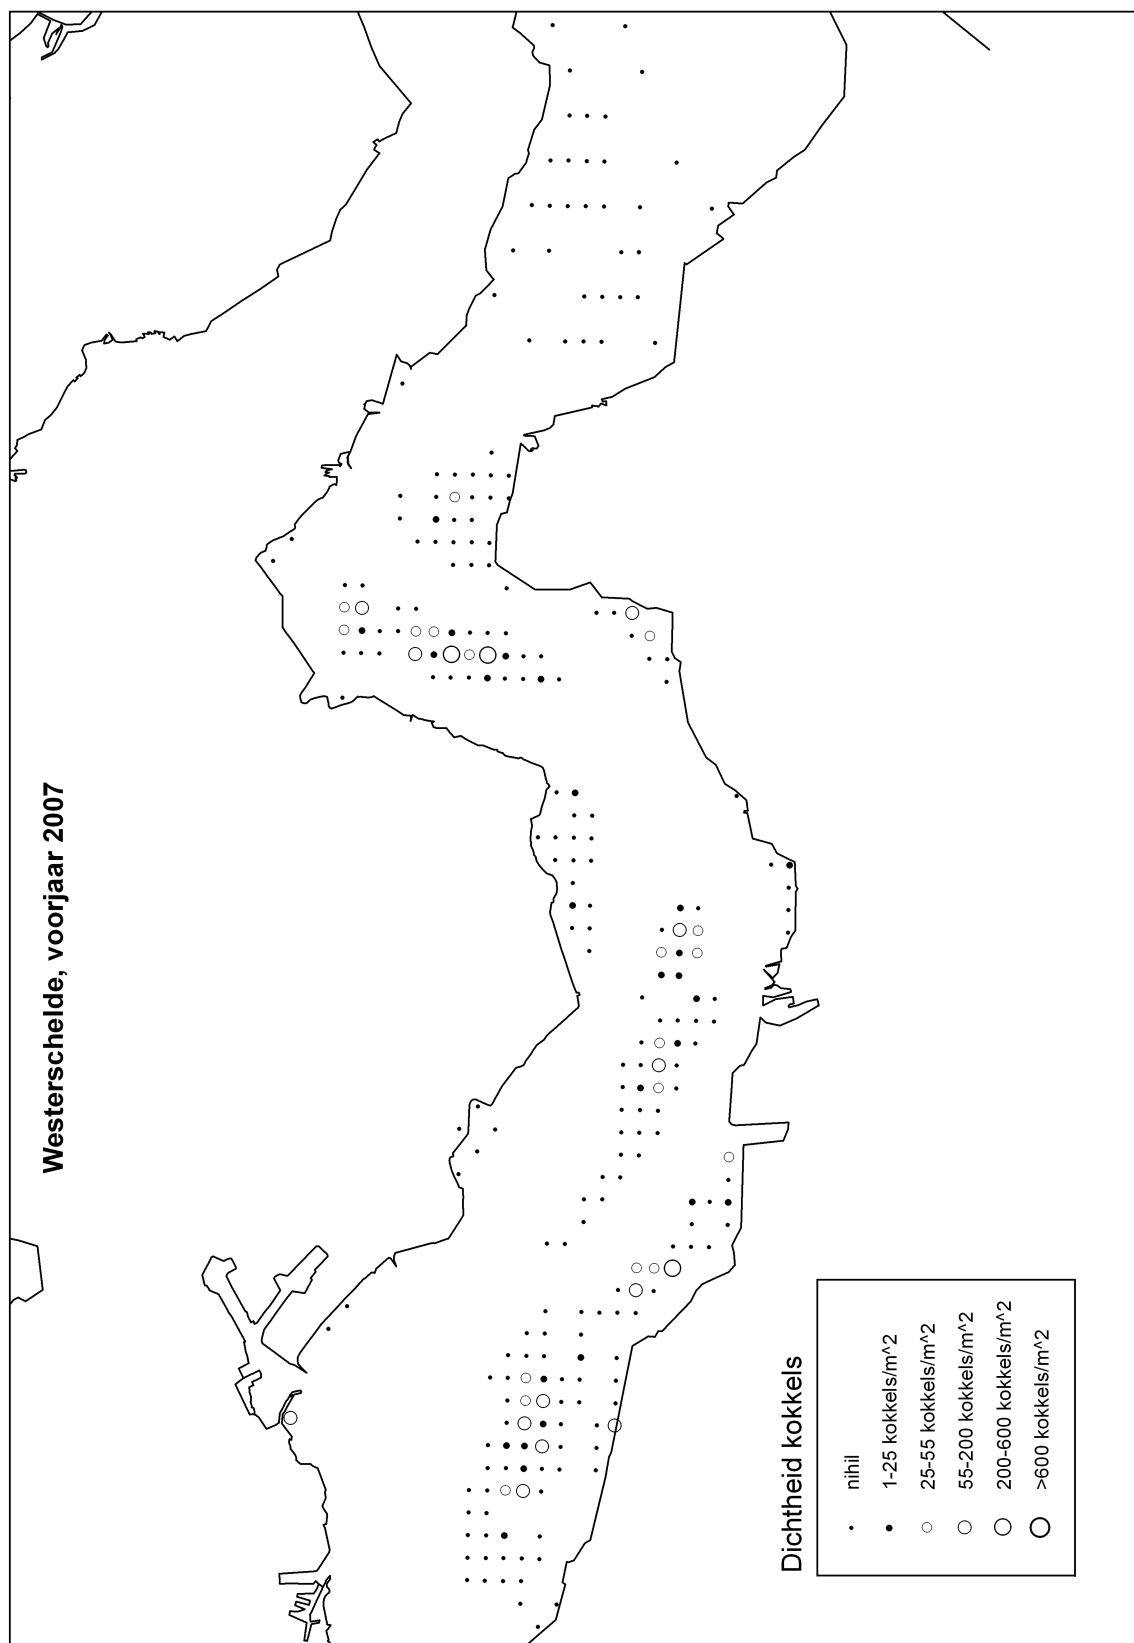 Westerschelde, voorjaar 2007
Dichtheid kokkels
nihil
1-25 kokkels/m^2
25-55 kokkels/m^2
55-200 kokkels/m^2
200-600 kokkels/m^2
>600 kokkels/m^2